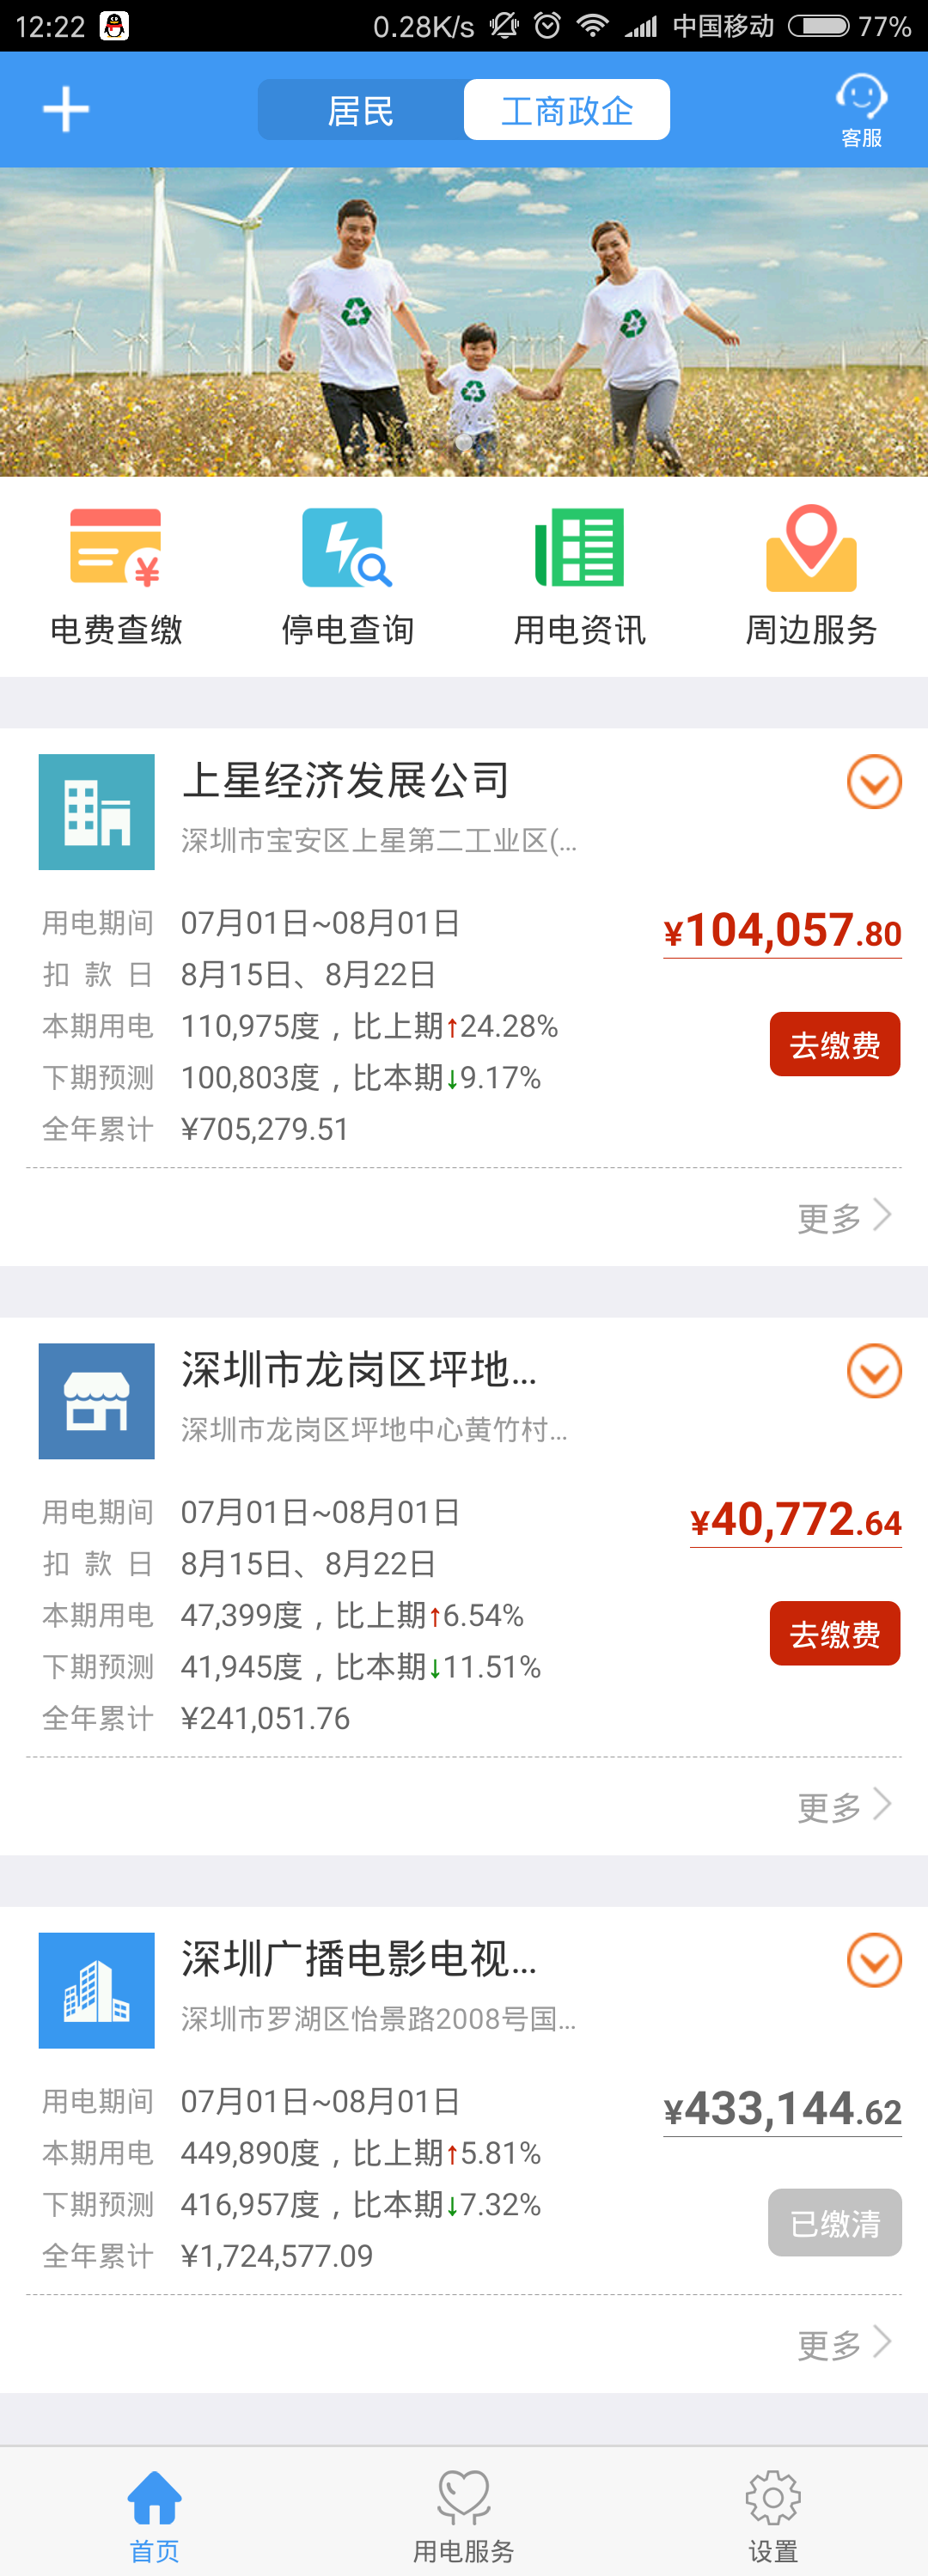 12:22 0.28K/s 中国移动 77%
居民 工商政企 客服
电费查缴 停电查询 用电资讯 周边服务
上星经济发展公司
深圳市宝安区上星第二工业区(...
用电期间 07月01日~08月01日 ¥104,057.80
扣款日 8月15日、8月22日
本期用电 110,975度，比上期↑24.28% 去缴费
下期预测 100,803度，比本期↓9.17%
全年累计 ¥705,279.51
更多
深圳市龙岗区坪地...
深圳市龙岗区坪地中心黄竹村...
用电期间 07月01日~08月01日 ¥40,772.64
扣款日 8月15日、8月22日
本期用电 47,399度，比上期↑6.54% 去缴费
下期预测 41,945度，比本期↓11.51%
全年累计 ¥241,051.76
更多
深圳广播电影电视...
深圳市罗湖区怡景路2008号国...
用电期间 07月01日~08月01日 ¥433,144.62
本期用电 449,890度，比上期↑5.81%
下期预测 416,957度，比本期↓7.32% 已缴清
全年累计 ¥1,724,577.09
更多
首页 用电服务 设置